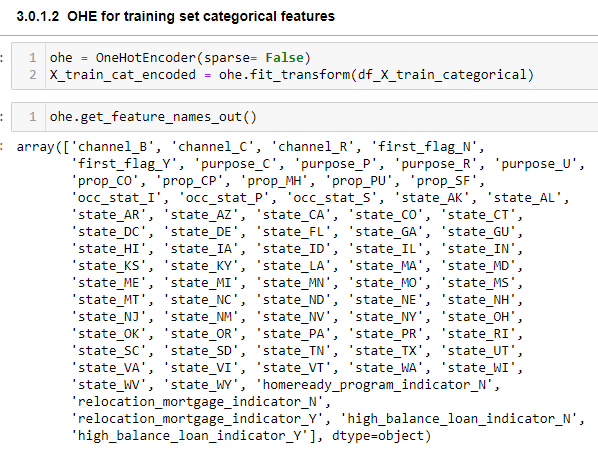 3.0.1.2 OHE for training set categorical features
: 1 ohe = OneHotEncoder(sparse= False)
2 X_train_cat_encoded = ohe.fit_transform(df_X_train_categorical)
: 1 ohe.get_feature_names_out()
: array(['channel_B', 'channel_C', 'channel_R', 'first_flag_N',
'first_flag_Y', 'purpose_C', 'purpose_P', 'purpose_R', 'purpose_U',
'prop_CO', 'prop_CP', 'prop_MH', 'prop_PU', 'prop_SF',
'occ_stat_I', 'occ_stat_P', 'occ_stat_S', 'state_AK', 'state_AL',
'state_AR', 'state_AZ', 'state_CA', 'state_CO', 'state_CT',
'state_DC', 'state_DE', 'state_FL', 'state_GA', 'state_GU',
'state_HI', 'state_IA', 'state_ID', 'state_IL', 'state_IN',
'state_KS', 'state_KY', 'state_LA', 'state_MA', 'state_MD',
'state_ME', 'state_MI', 'state_MN', 'state_MO', 'state_MS',
'state_MT', 'state_NC', 'state_ND', 'state_NE', 'state_NH',
'state_NJ', 'state_NM', 'state_NV', 'state_NY', 'state_OH',
'state_OK', 'state_OR', 'state_PA', 'state_PR', 'state_RI',
'state_SC', 'state_SD', 'state_TN', 'state_TX', 'state_UT',
'state_VA', 'state_VI', 'state_VT', 'state_WA', 'state_WI',
'state_WV', 'state_WY', 'homeready_program_indicator_N',
'relocation_mortgage_indicator_N',
'relocation_mortgage_indicator_Y', 'high_balance_loan_indicator_N',
'high_balance_loan_indicator_Y'], dtype=object)